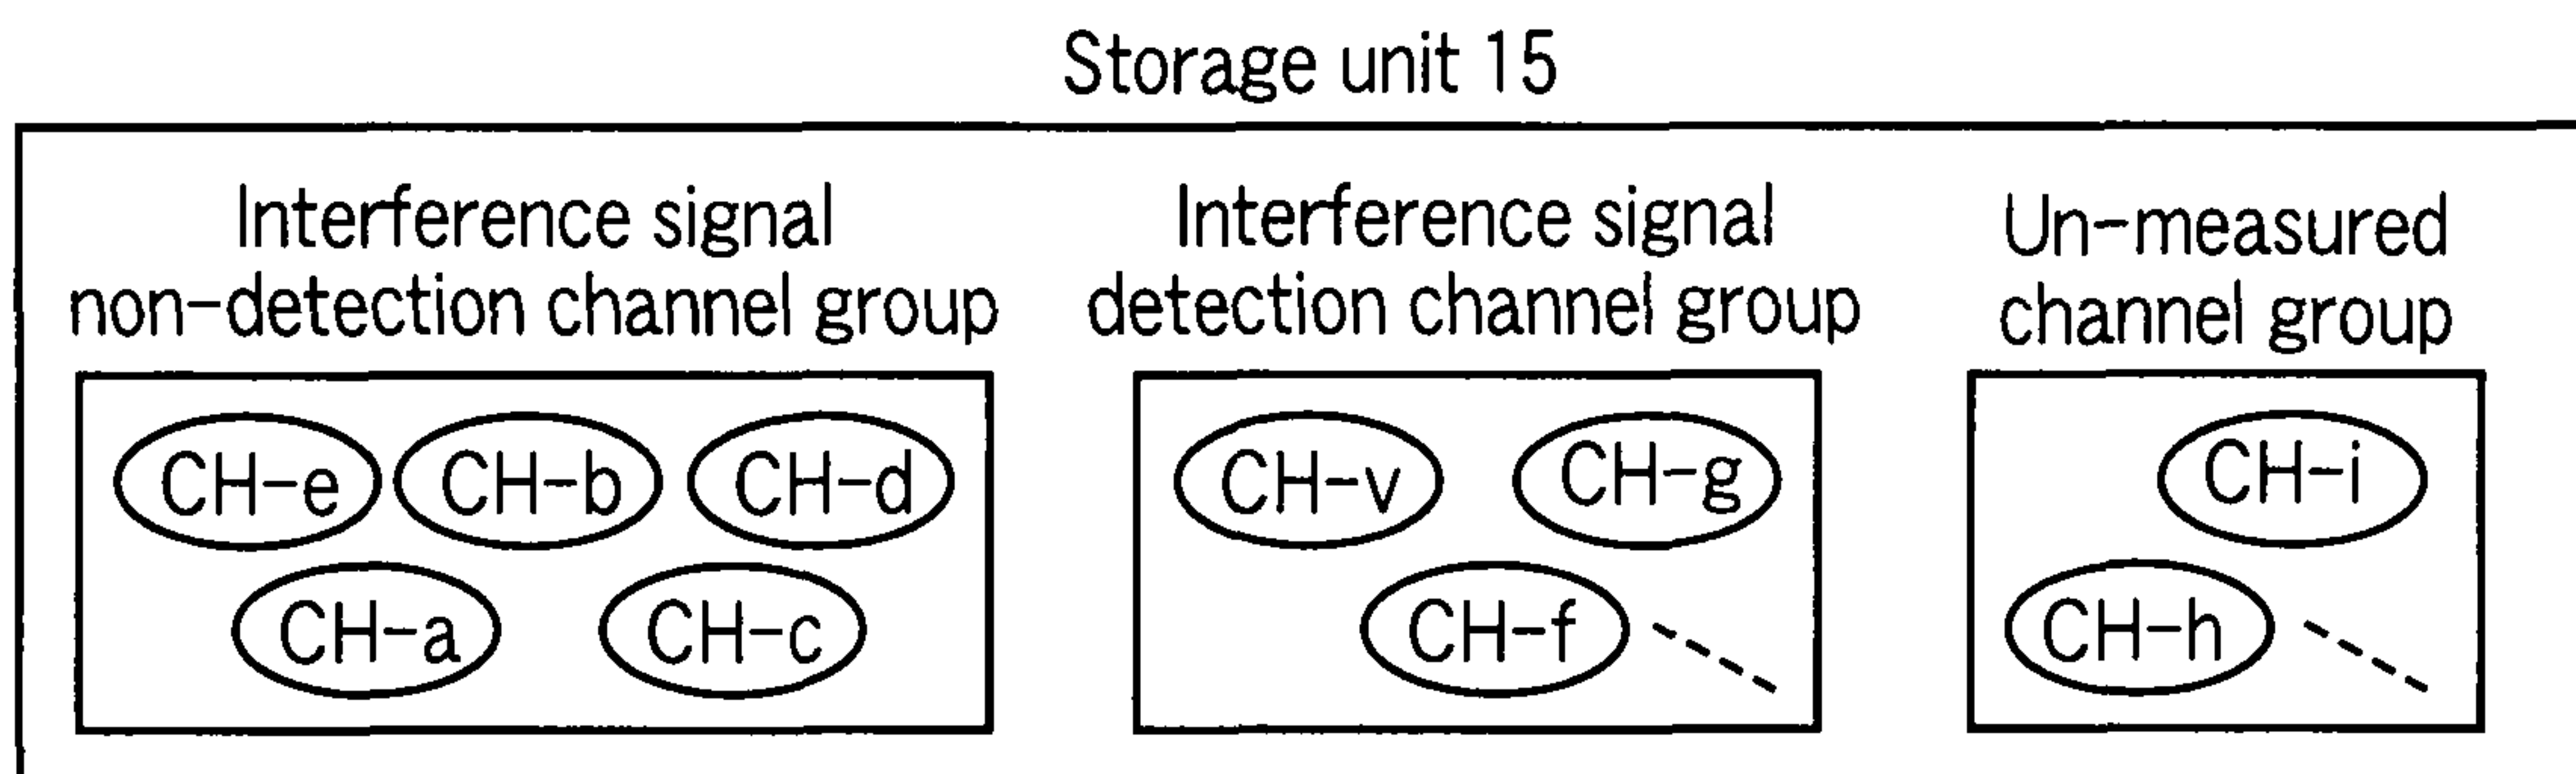 Storage unit 15
Interference signal
non-detection channel group
CH-e CH-b CH-d
CH-a CH-c
Interference signal
detection channel group
CH-v CH-g
CH-f
Un-measured
channel group
CH-i
CH-h